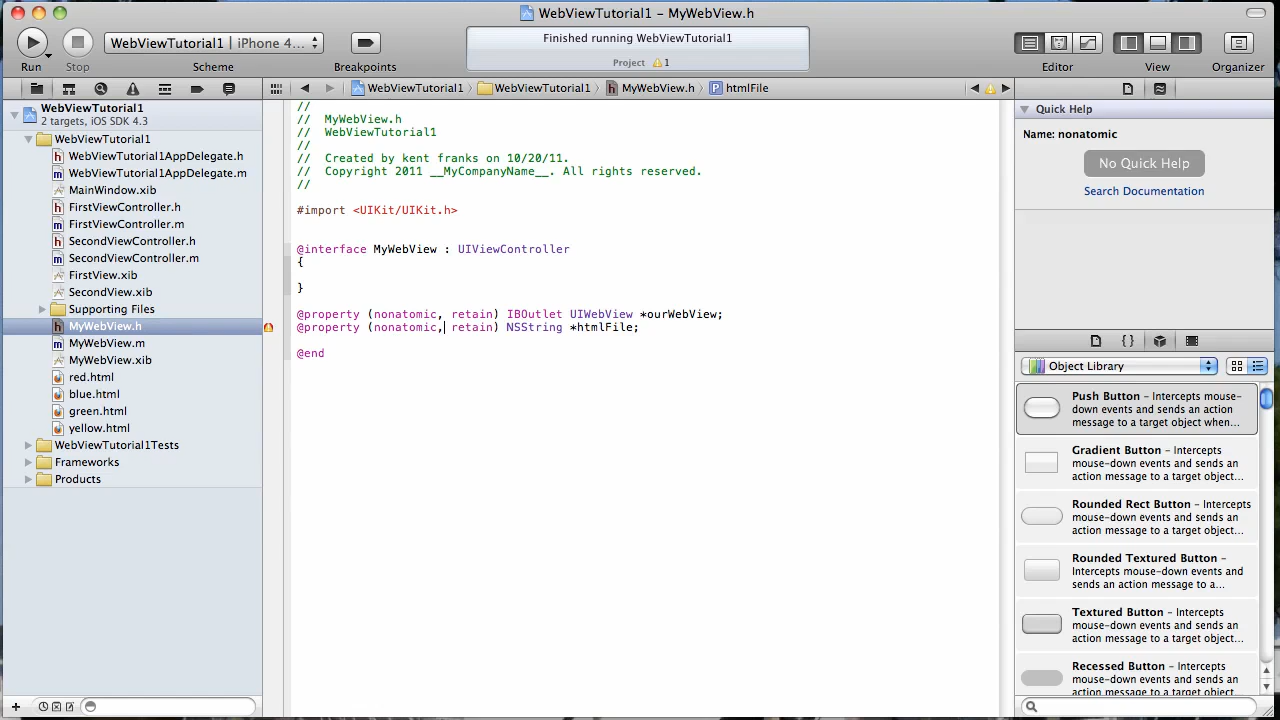 WebViewTutorial1 – MyWebView.h
WebViewTutorial1 | iPhone 4...
Finished running WebViewTutorial1
Project 1
Run
Stop
Scheme
Breakpoints
Editor
View
Organizer
WebViewTutorial1
WebViewTutorial1
MyWebView.h
htmlFile
WebViewTutorial1
2 targets, iOS SDK 4.3
WebViewTutorial1
WebViewTutorial1AppDelegate.h
WebViewTutorial1AppDelegate.m
MainWindow.xib
FirstViewController.h
FirstViewController.m
SecondViewController.h
SecondViewController.m
FirstView.xib
SecondView.xib
Supporting Files
MyWebView.h
MyWebView.m
MyWebView.xib
red.html
blue.html
green.html
yellow.html
WebViewTutorial1Tests
Frameworks
Products
//
//  MyWebView.h
//  WebViewTutorial1
//
//  Created by kent franks on 10/20/11.
//  Copyright 2011 __MyCompanyName__. All rights reserved.
//
#import <UIKit/UIKit.h>
@interface MyWebView : UIViewController
{
}
@property (nonatomic, retain) IBOutlet UIWebView *ourWebView;
@property (nonatomic, retain) NSString *htmlFile;
@end
Quick Help
Name: nonatomic
No Quick Help
Search Documentation
Object Library
Push Button – Intercepts mouse-
down events and sends an action
message to a target object when...
Gradient Button – Intercepts
mouse-down events and sends an
action message to a target object...
Rounded Rect Button – Intercepts
mouse-down events and sends an
action message to a target object...
Rounded Textured Button –
Intercepts mouse-down events and
sends an action message to a...
Textured Button – Intercepts
mouse-down events and sends an
action message to a target object...
Recessed Button – Intercepts
mouse-down events and sends an